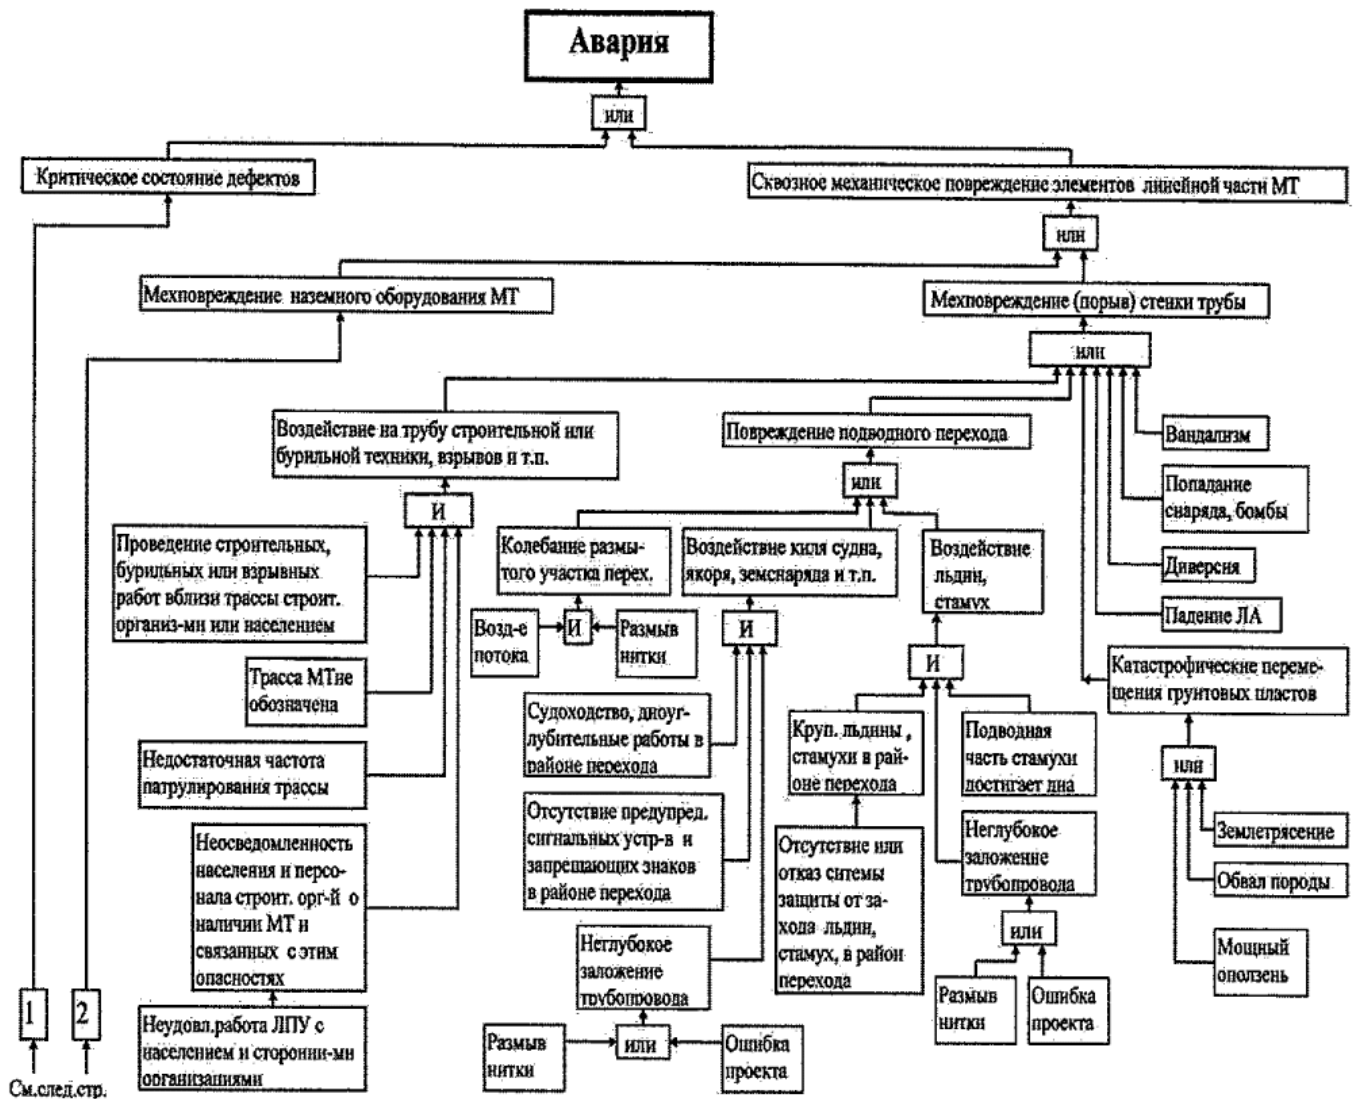 Авария
или
Критическое состояние дефектов
Сквозное механическое повреждение элементов линейной части МТ
или
Мехповреждение наземного оборудования МТ
Мехповреждение (порыв) стенки трубы
или
Воздействие на трубу строительной или
бурильной техники, взрывов и т.п.
И
Повреждение подводного перехода
или
Вандализм
Попадание
снаряда, бомбы
Диверсия
Падение ЛА
Катастрофические переме-
щения грунтовых пластов
или
Землетрясение
Обвал породы
Мощный
оползень
Проведение строительных,
бурильных или взрывных
работ вблизи трассы строит.
организ-ми или населением
Трасса МТне
обозначена
Недостаточная частота
патрулирования трассы
Неосведомленность
населения и персо-
нала строит. орг-й о
наличии МТ и
связанных с этим
опасностях
Неудовл.работа ЛПУ с
населением и сторонни-ми
организациями
Колебание размы-
того участка перех.
Возд-е
потока
И
Размыв
нитки
Воздействие киля судна,
якоря, земснаряда и т.п.
И
Судоходство, дноуг-
лубительные работы в
районе перехода
Отсутствие предупред.
сигнальных устр-в и
запрещающих знаков
в районе перехода
Неглубокое
заложение
трубопровода
Размыв
нитки
или
Ошибка
проекта
Воздействие
льдин,
стамух
И
Круп. льдины ,
стамухи в рай-
оне перехода
Отсутствие или
отказ ситемы
защиты от за-
хода льдин,
стамух, в район
перехода
Подводная
часть стамухи
достигает дна
Неглубокое
заложение
трубопровода
или
Размыв
нитки
Ошибка
проекта
1
2
См.след.стр.